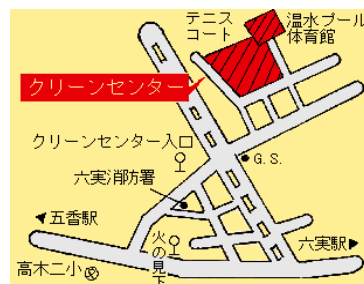 テニス
コート
温水プール
体育館
クリーンセンター
クリーンセンター入口
G.S.
六実消防署
五香駅
火の見下
六実駅
高木二小